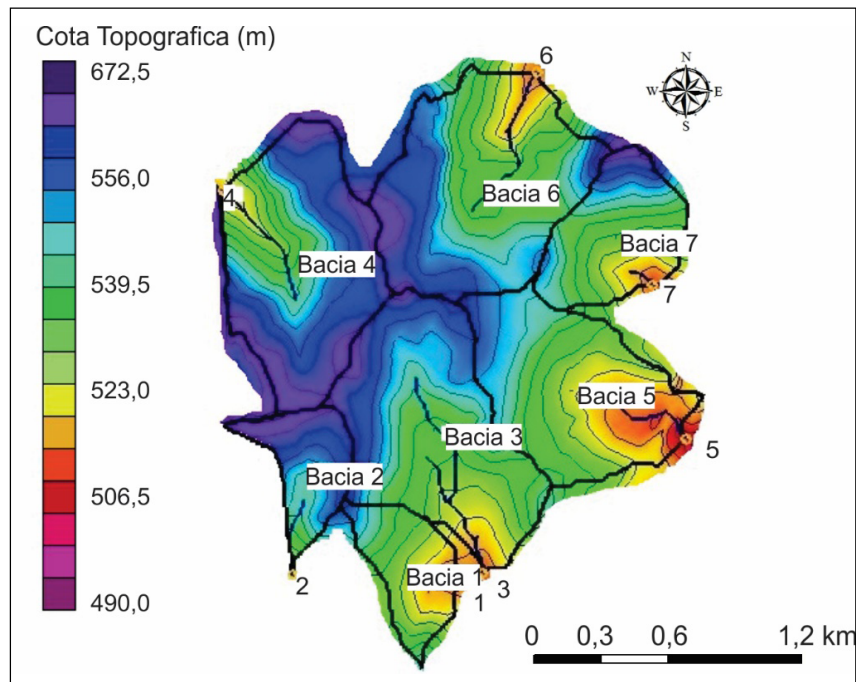 Cota Topografica (m)
672,5
556,0
539,5
523,0
506,5
490,0
N
W E
S
6
4
Bacia 6
Bacia 4
Bacia 7
7
Bacia 5
5
Bacia 3
Bacia 2
2
Bacia 1
1
3
0 0,3 0,6 1,2 km